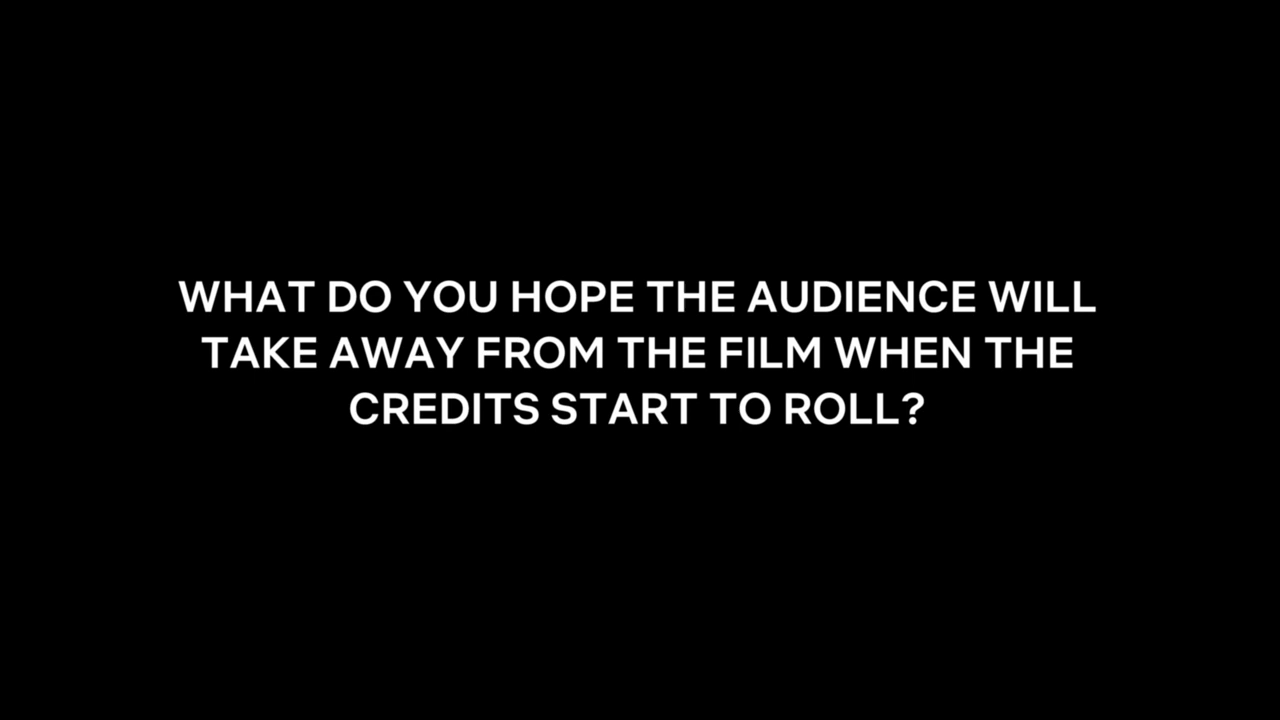 WHAT DO YOU HOPE THE AUDIENCE WILL
TAKE AWAY FROM THE FILM WHEN THE
CREDITS START TO ROLL?